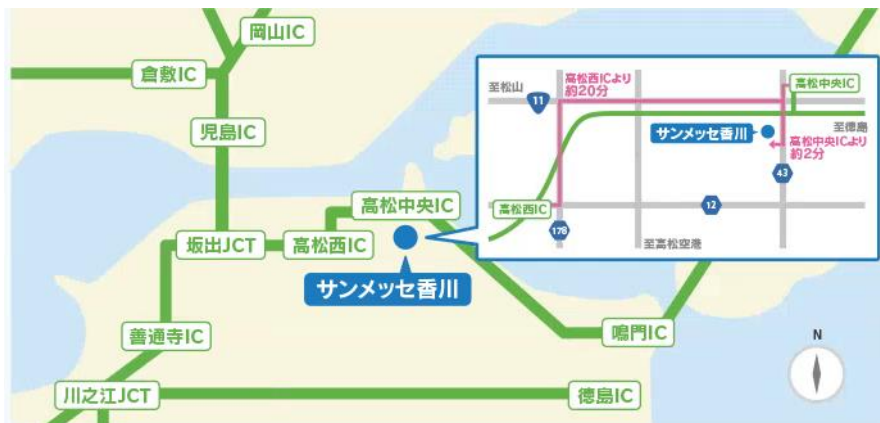 岡山IC
倉敷IC
児島IC
高松中央IC
坂出JCT
高松西IC
サンメッセ香川
善通寺IC
鳴門IC
川之江JCT
徳島IC
N
至松山
高松西ICより
約20分
高松中央IC
11
至徳島
サンメッセ香川
高松中央ICより
約2分
43
高松西IC
12
178
至高松空港